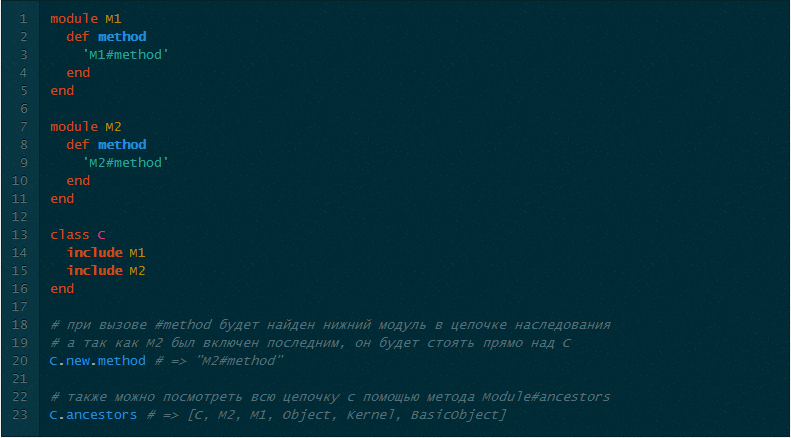 1 module M1
2   def method
3     'M1#method'
4   end
5 end
6
7 module M2
8   def method
9     'M2#method'
10   end
11 end
12
13 class C
14   include M1
15   include M2
16 end
17
18 # при вызове #method будет найден нижний модуль в цепочке наследования
19 # а так как M2 был включен последним, он будет стоять прямо над C
20 C.new.method # => "M2#method"
21
22 # также можно посмотреть всю цепочку с помощью метода Module#ancestors
23 C.ancestors # => [C, M2, M1, Object, Kernel, BasicObject]